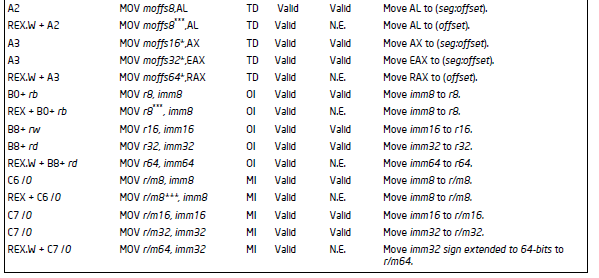 A2 MOV moffs8,AL TD Valid Valid Move AL to (seg:offset).
REX.W + A2 MOV moffs8***,AL TD Valid N.E. Move AL to (offset).
A3 MOV moffs16*,AX TD Valid Valid Move AX to (seg:offset).
A3 MOV moffs32*,EAX TD Valid Valid Move EAX to (seg:offset).
REX.W + A3 MOV moffs64*,RAX TD Valid N.E. Move RAX to (offset).
B0+ rb MOV r8, imm8 OI Valid Valid Move imm8 to r8.
REX + B0+ rb MOV r8***, imm8 OI Valid N.E. Move imm8 to r8.
B8+ rw MOV r16, imm16 OI Valid Valid Move imm16 to r16.
B8+ rd MOV r32, imm32 OI Valid Valid Move imm32 to r32.
REX.W + B8+ rd MOV r64, imm64 OI Valid N.E. Move imm64 to r64.
C6 /0 MOV r/m8, imm8 MI Valid Valid Move imm8 to r/m8.
REX + C6 /0 MOV r/m8***, imm8 MI Valid N.E. Move imm8 to r/m8.
C7 /0 MOV r/m16, imm16 MI Valid Valid Move imm16 to r/m16.
C7 /0 MOV r/m32, imm32 MI Valid Valid Move imm32 to r/m32.
REX.W + C7 /0 MOV r/m64, imm32 MI Valid N.E. Move imm32 sign extended to 64-bits to
r/m64.